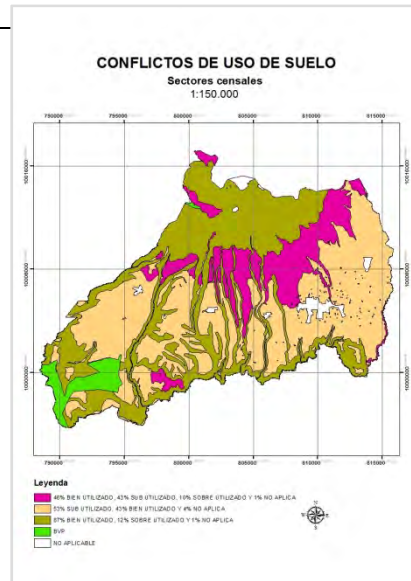 CONFLICTOS DE USO DE SUELO
Sectores censales
1:150.000
790000 795000 800000 805000 810000 815000
Leyenda
46% BIEN UTILIZADO, 43% SUB UTILIZADO, 10% SOBRE UTILIZADO Y 1% NO APLICA
53% SUB UTILIZADO, 43% BIEN UTILIZADO Y 4% NO APLICA
87% BIEN UTILIZADO, 12% SOBRE UTILIZADO Y 1% NO APLICA
BVP
NO APLICABLE